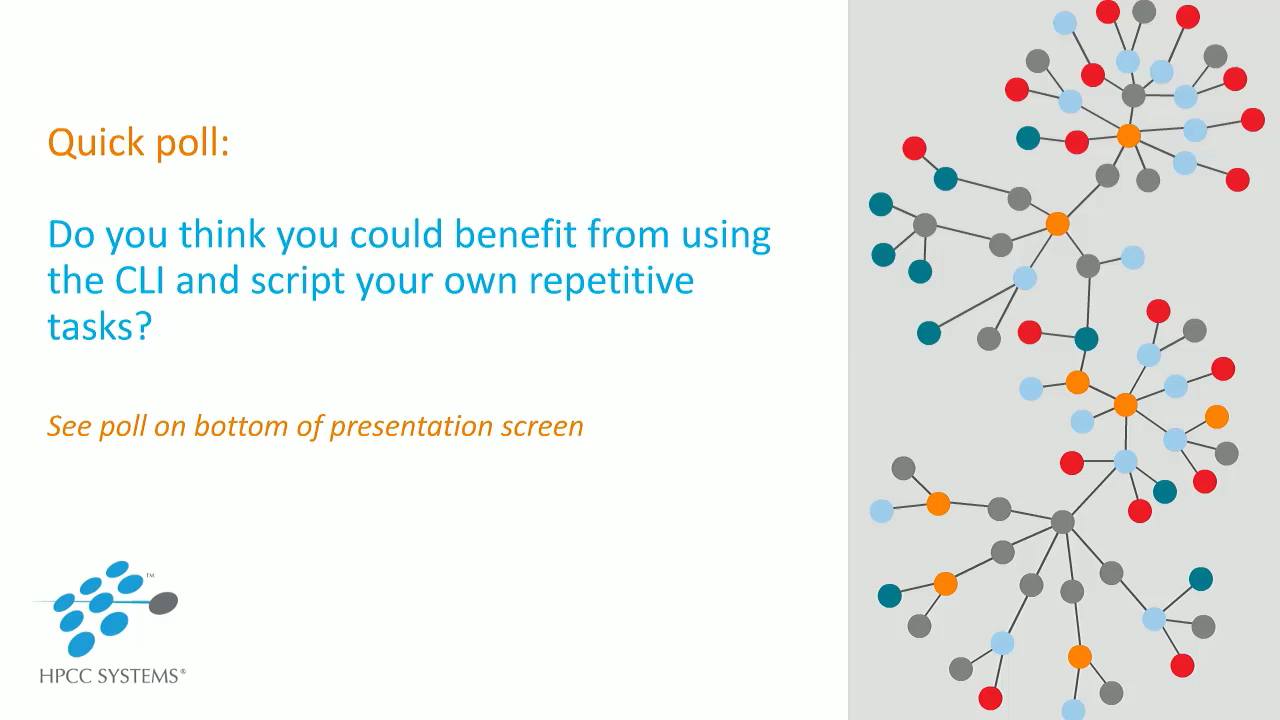 Quick poll:
Do you think you could benefit from using
the CLI and script your own repetitive
tasks?
See poll on bottom of presentation screen
™
HPCC SYSTEMS®